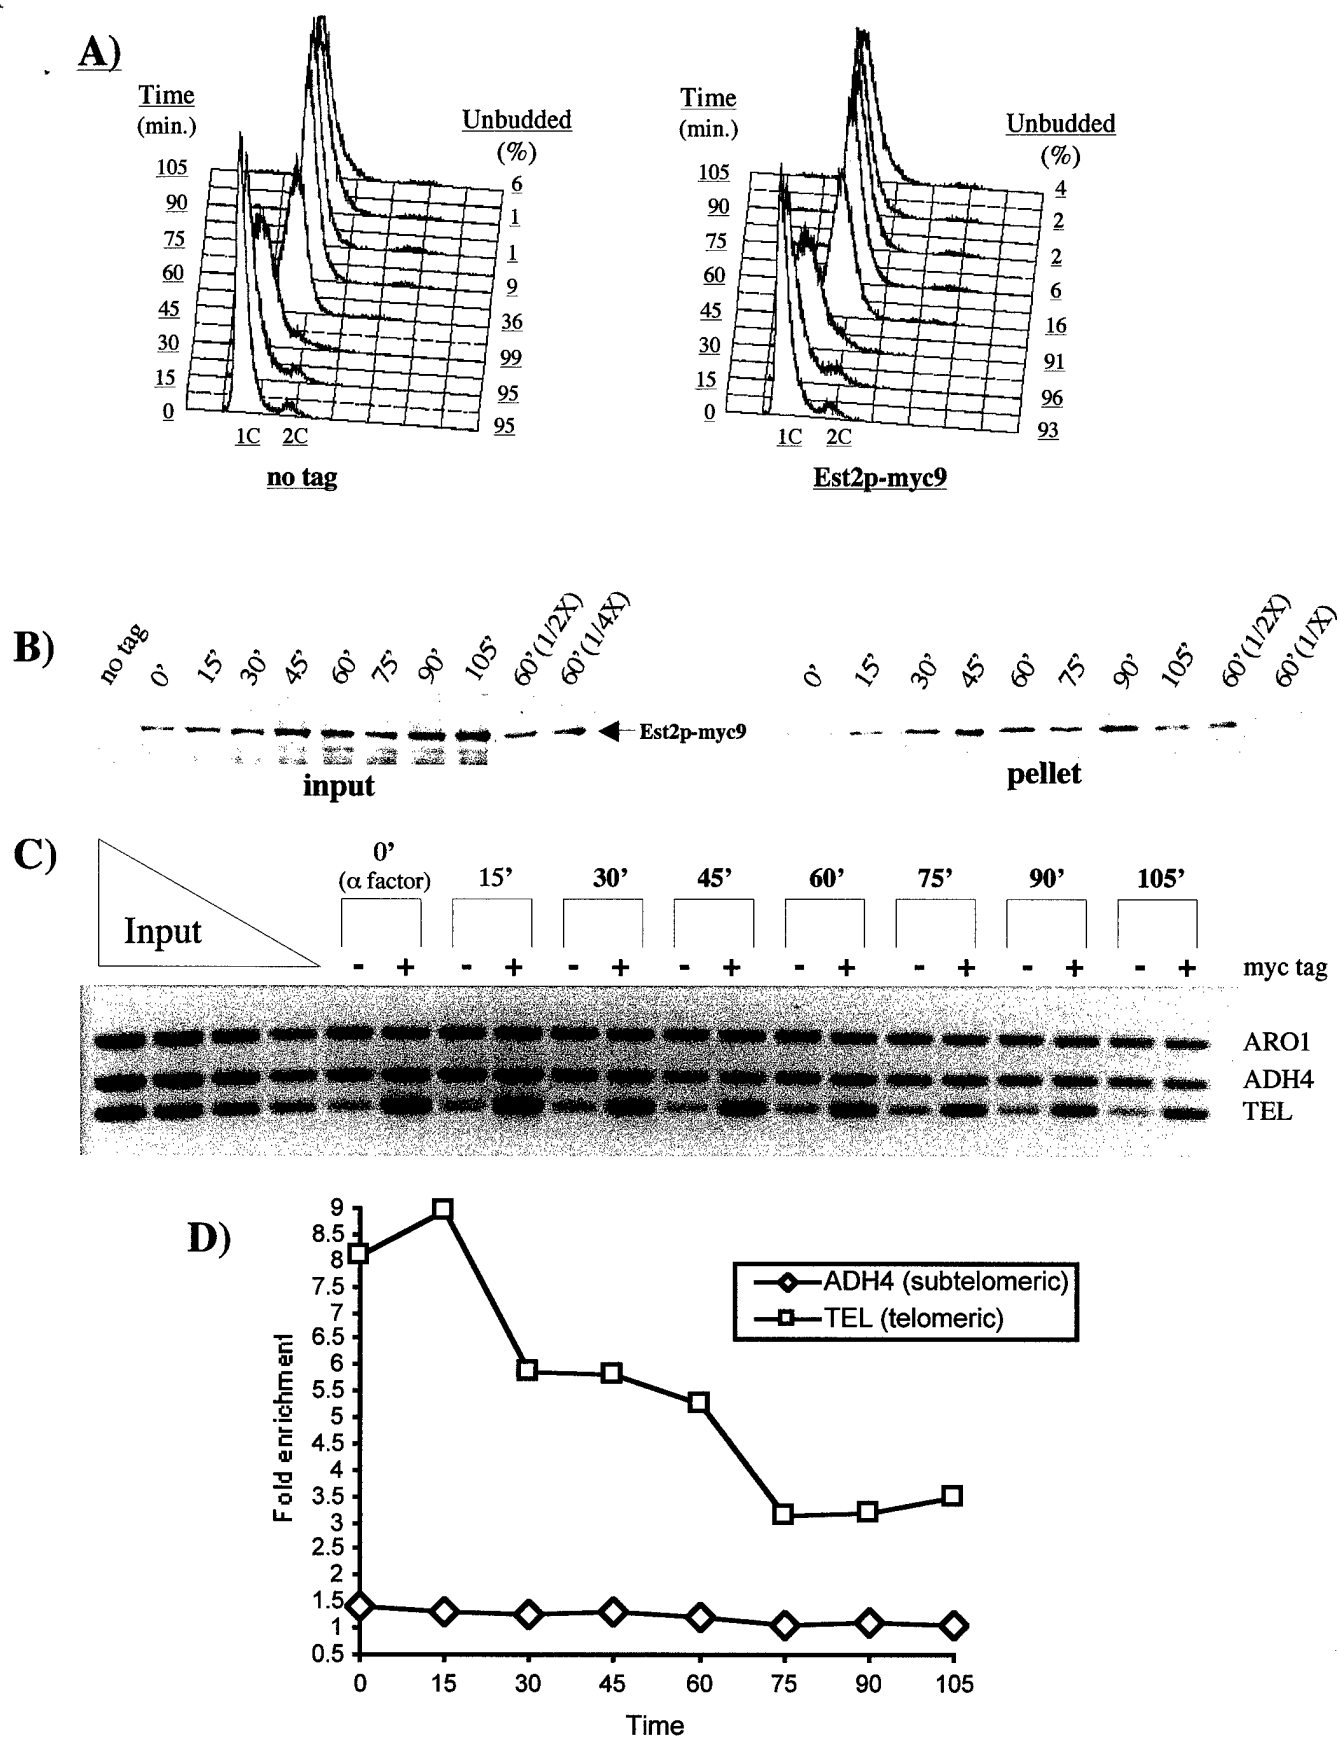 A)
Time
(min.)
Unbudded
(%)
105
90
75
60
45
30
15
0
6
1
1
9
36
99
95
95
1C 2C
no tag
Time
(min.)
Unbudded
(%)
105
90
75
60
45
30
15
0
4
2
2
6
16
91
96
93
1C 2C
Est2p-myc9
B)
no tag 0' 15' 30' 45' 60' 75' 90' 105' 60'(1/2X) 60'(1/4X)
0' 15' 30' 45' 60' 75' 90' 105' 60'(1/2X) 60'(1/X)
Est2p-myc9
input
pellet
C)
Input
0'
(α factor) 15' 30' 45' 60' 75' 90' 105'
- + - + - + - + - + - + - + - + myc tag
ARO1
ADH4
TEL
D)
9
8.5
8
7.5
7
6.5
6
5.5
5
4.5
4
3.5
3
2.5
2
1.5
1
0.5
Fold enrichment
ADH4 (subtelomeric)
TEL (telomeric)
0 15 30 45 60 75 90 105
Time